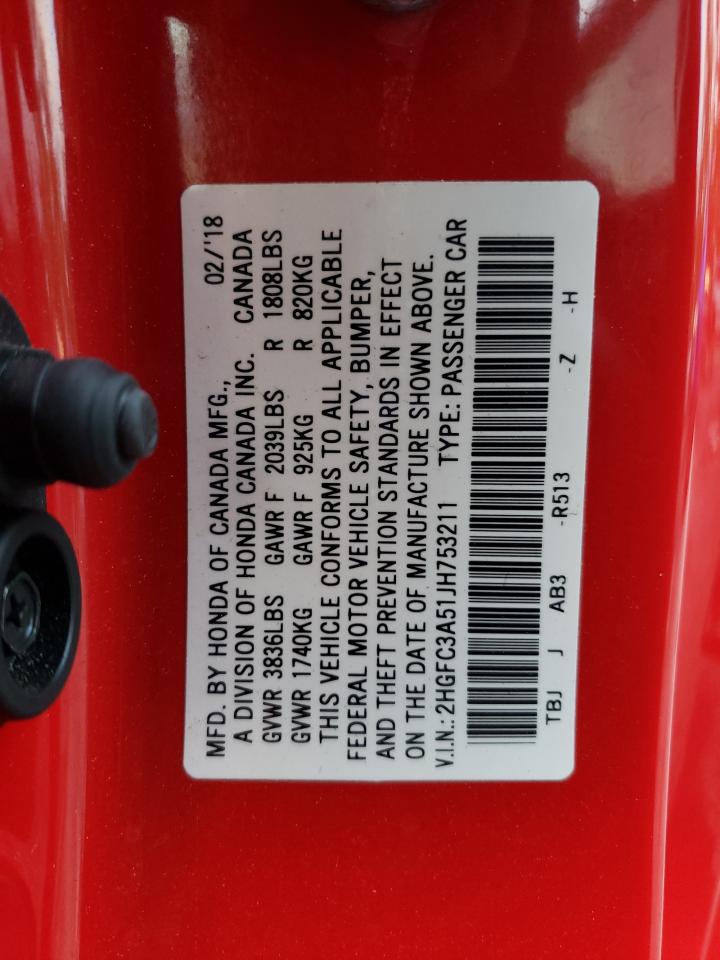 MFD. BY HONDA OF CANADA MFG., 02/'18
A DIVISION OF HONDA CANADA INC. CANADA
GVWR 3836LBS GAWR F 2039LBS R 1808LBS
GVWR 1740KG GAWR F 925KG R 820KG
THIS VEHICLE CONFORMS TO ALL APPLICABLE
FEDERAL MOTOR VEHICLE SAFETY, BUMPER,
AND THEFT PREVENTION STANDARDS IN EFFECT
ON THE DATE OF MANUFACTURE SHOWN ABOVE.
V.I.N.: 2HGFC3A51JH753211 TYPE: PASSENGER CAR
TBJ J AB3 -R513 -Z -H